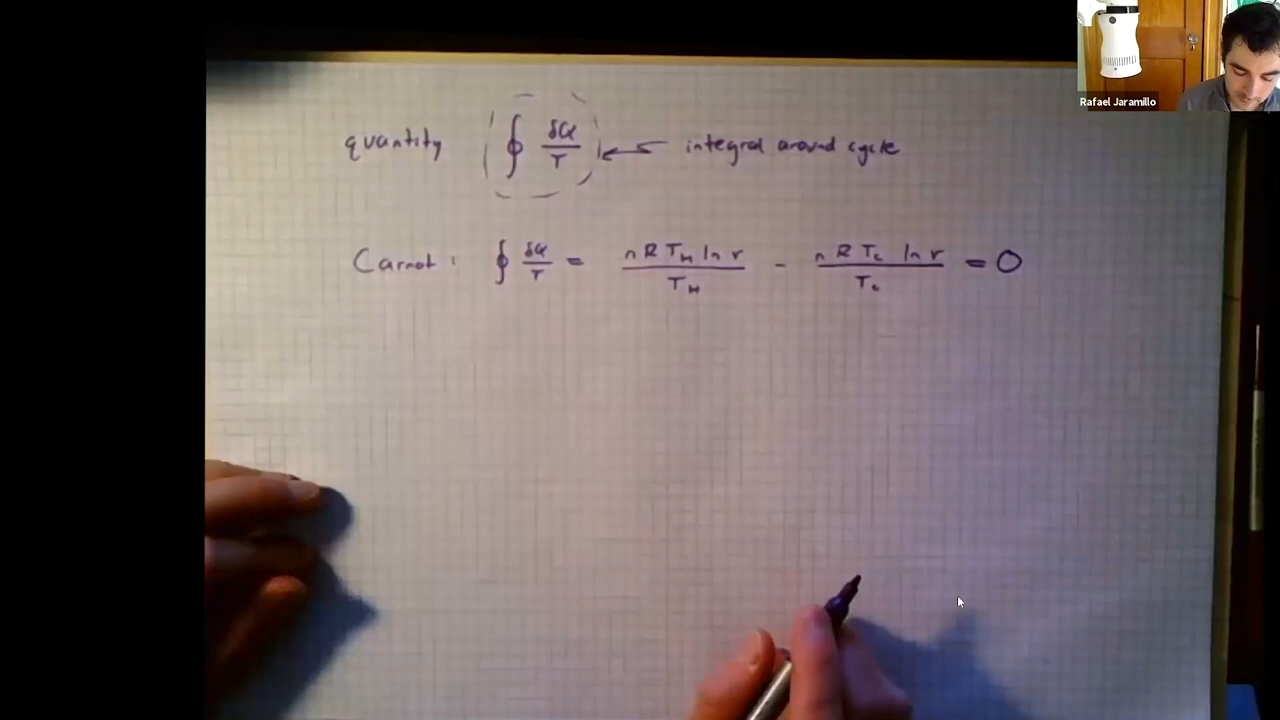 Rafael Jaramillo
quantity ∮ δQ/T ← integral around cycle
Carnot: ∮ δQ/T = nRT_H ln r / T_H - nRT_C ln r / T_C = 0